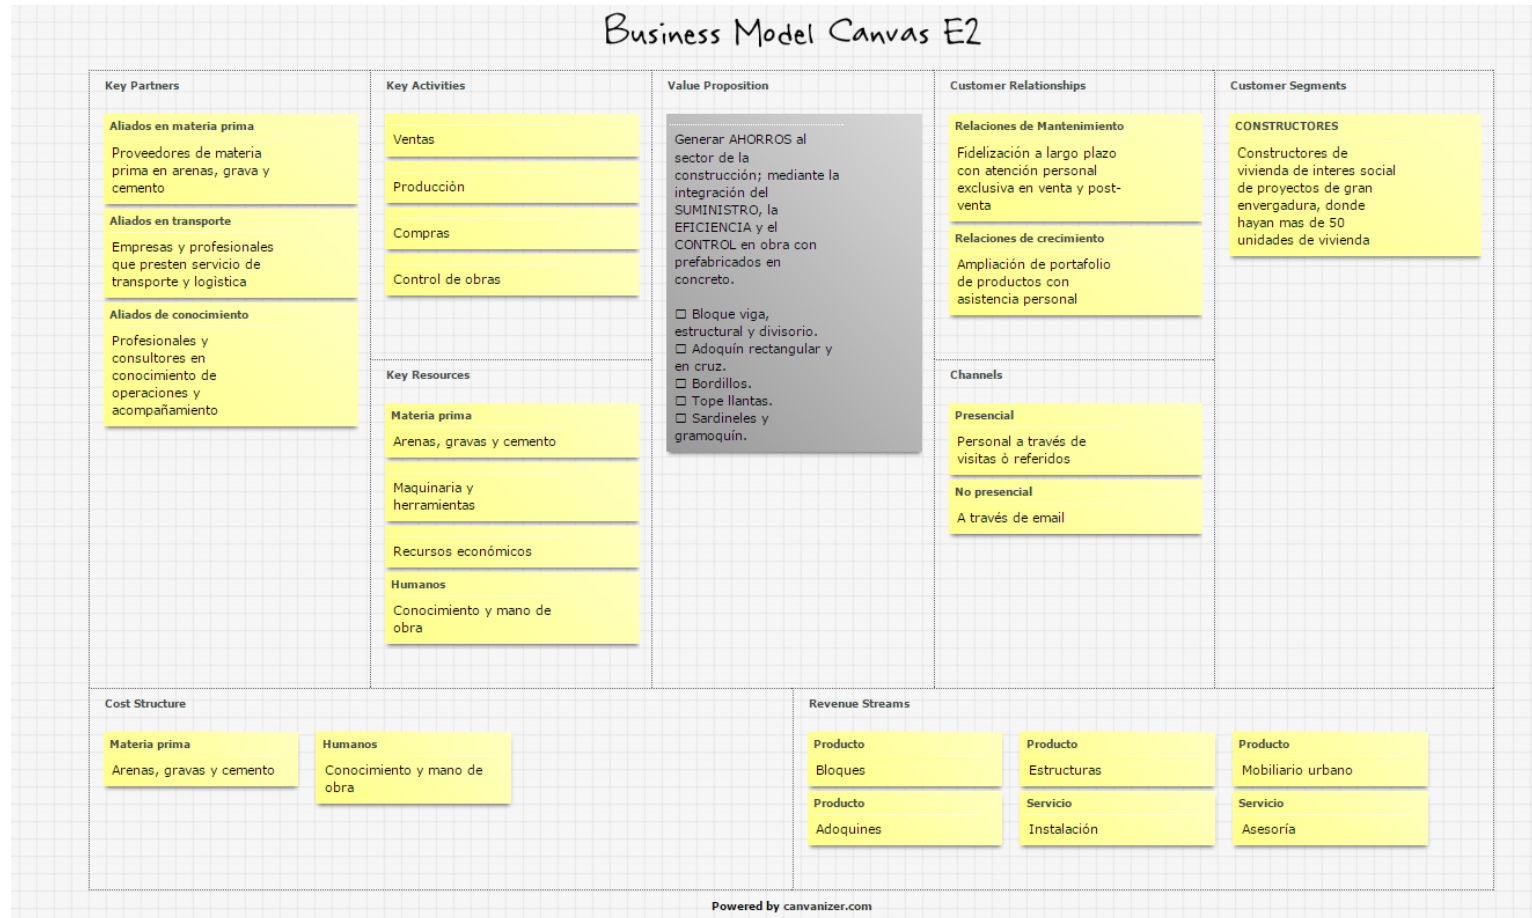 Business Model Canvas E2
Key Partners
Aliados en materia prima
Proveedores de materia
prima en arenas, grava y
cemento
Aliados en transporte
Empresas y profesionales
que presten servicio de
transporte y logistica
Aliados de conocimiento
Profesionales y
consultores en
conocimiento de
operaciones y
acompañamiento
Key Activities
Ventas
Producciòn
Compras
Control de obras
Key Resources
Materia prima
Arenas, gravas y cemento
Maquinaria y
herramientas
Recursos económicos
Humanos
Conocimiento y mano de
obra
Value Proposition
Generar AHORROS al
sector de la
construcción; mediante la
integración del
SUMINISTRO, la
EFICIENCIA y el
CONTROL en obra con
prefabricados en
concreto.
☐ Bloque viga,
estructural y divisorio.
☐ Adoquín rectangular y
en cruz.
☐ Bordillos.
☐ Tope llantas.
☐ Sardineles y
gramoquín.
Customer Relationships
Relaciones de Mantenimiento
Fidelización a largo plazo
con atención personal
exclusiva en venta y post-
venta
Relaciones de crecimiento
Ampliación de portafolio
de productos con
asistencia personal
Channels
Presencial
Personal a través de
visitas ò referidos
No presencial
A través de email
Customer Segments
CONSTRUCTORES
Constructores de
vivienda de interes social
de proyectos de gran
envergadura, donde
hayan mas de 50
unidades de vivienda
Cost Structure
Materia prima
Arenas, gravas y cemento
Humanos
Conocimiento y mano de
obra
Revenue Streams
Producto
Bloques
Producto
Estructuras
Producto
Mobiliario urbano
Producto
Adoquines
Servicio
Instalación
Servicio
Asesoría
Powered by canvanizer.com